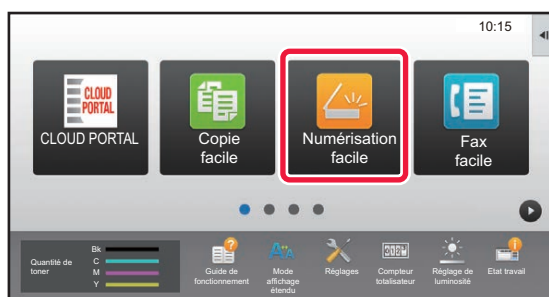 10:15
CLOUD
PORTAL
CLOUD PORTAL
Copie
facile
Numérisation
facile
Fax
facile
Quantité de
toner
Bk
C
M
Y
Guide de
fonctionnement
Mode
affichage
étendu
Réglages
Compteur
totalisateur
Réglage de
luminosité
Etat travail